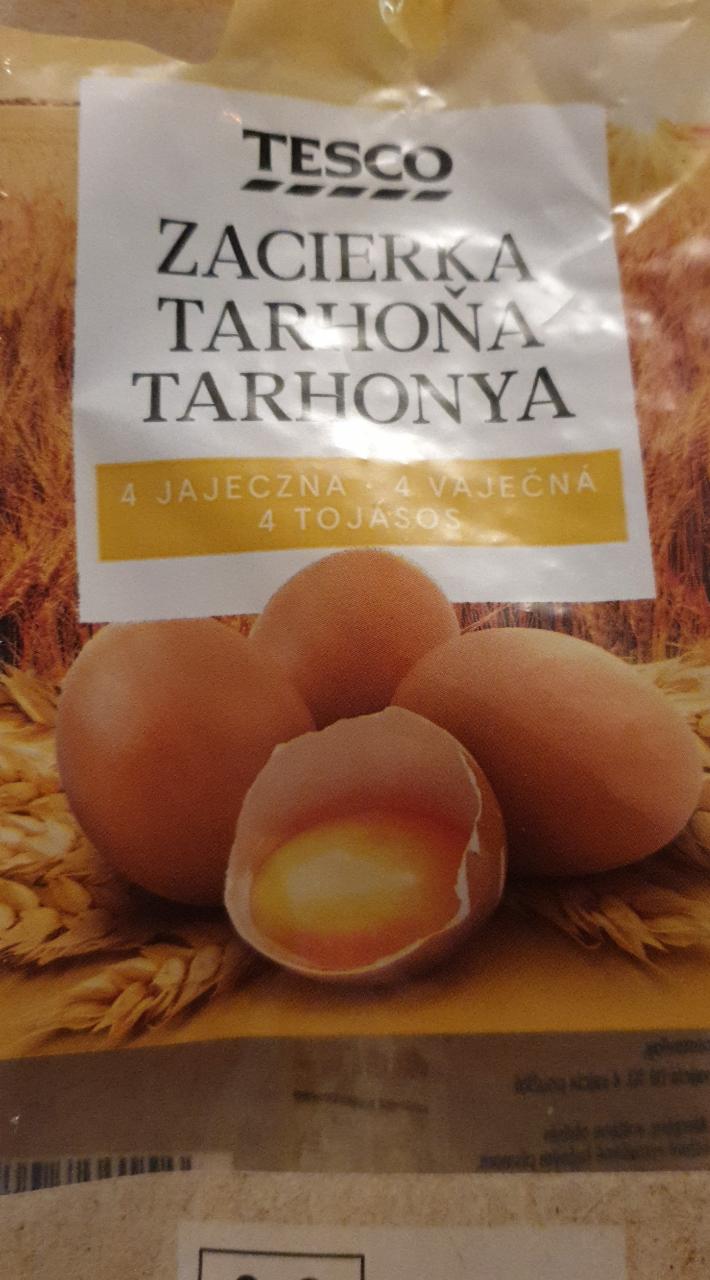 TESCO
ZACIERKA
TARHOŇA
TARHONYA
4 JAJECZNA · 4 VAJEČNÁ
4 TOJÁSOS